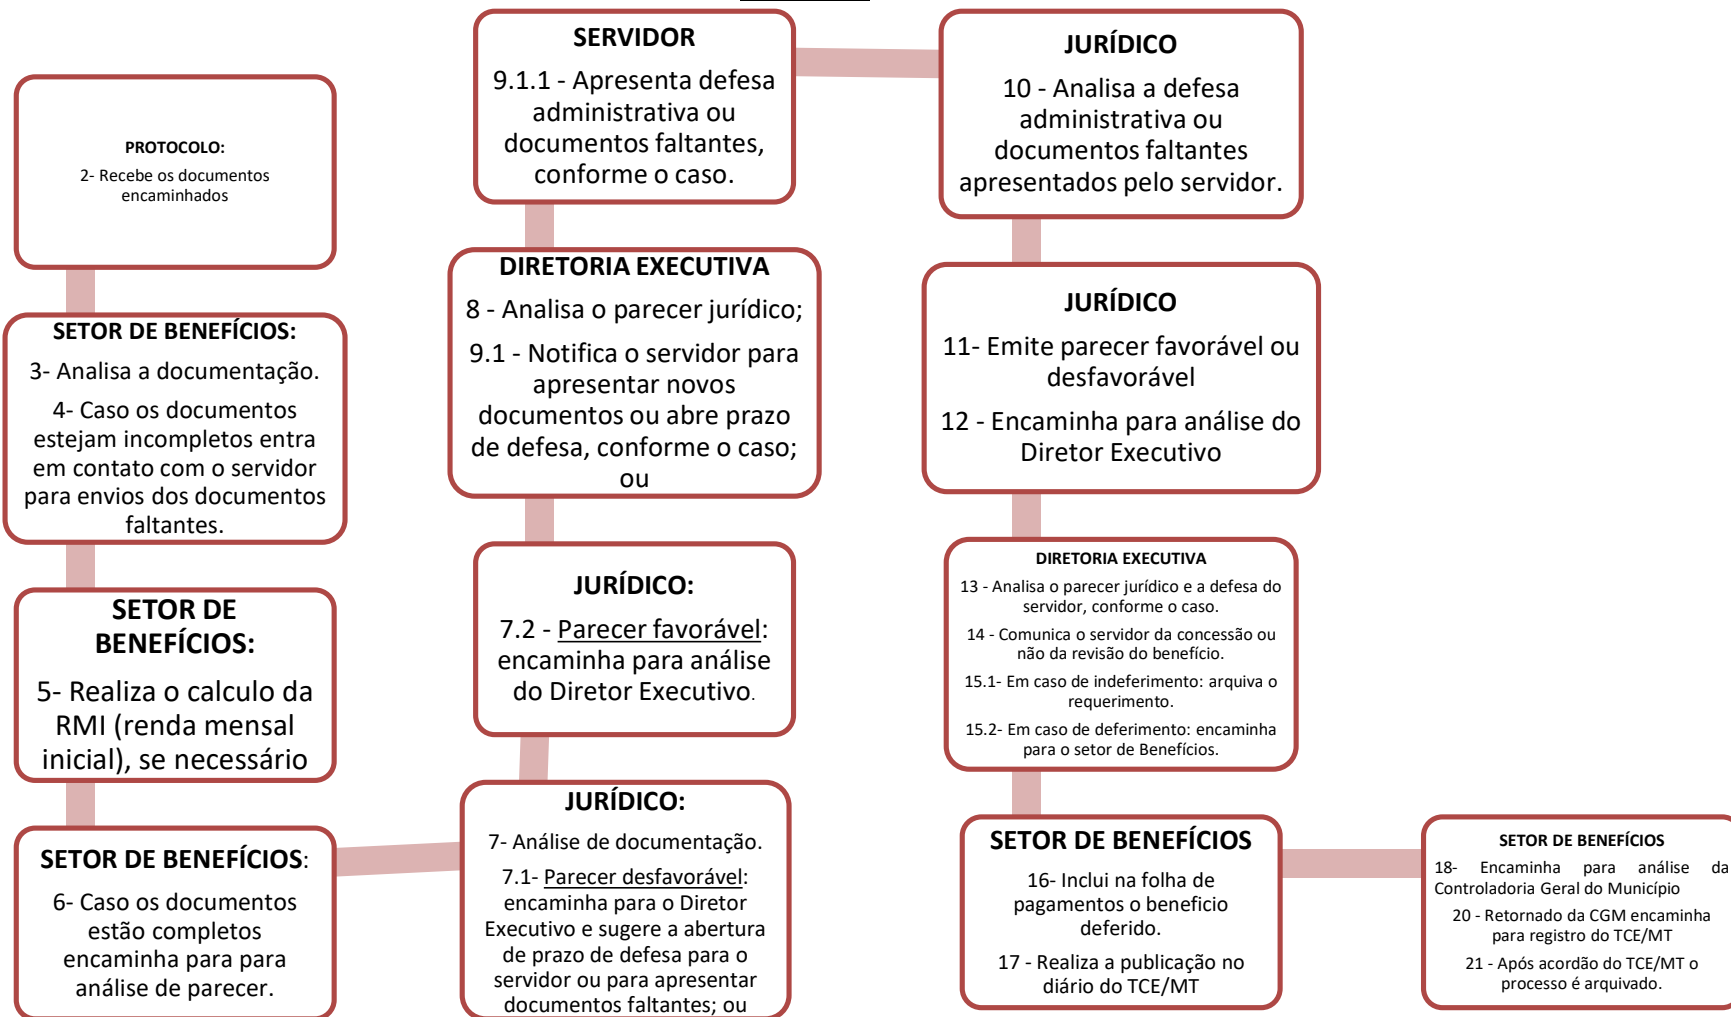 PROTOCOLO:
2- Recebe os documentos
encaminhados
SETOR DE BENEFÍCIOS:
3- Analisa a documentação.
4- Caso os documentos
estejam incompletos entra
em contato com o servidor
para envios dos documentos
faltantes.
SETOR DE
BENEFÍCIOS:
5- Realiza o calculo da
RMI (renda mensal
inicial), se necessário
SETOR DE BENEFÍCIOS:
6- Caso os documentos
estão completos
encaminha para para
análise de parecer.
JURÍDICO:
7- Análise de documentação.
7.1- Parecer desfavorável:
encaminha para o Diretor
Executivo e sugere a abertura
de prazo de defesa para o
servidor ou para apresentar
documentos faltantes; ou
JURÍDICO:
7.2 - Parecer favorável:
encaminha para análise
do Diretor Executivo.
DIRETORIA EXECUTIVA
8 - Analisa o parecer jurídico;
9.1 - Notifica o servidor para
apresentar novos
documentos ou abre prazo
de defesa, conforme o caso;
ou
SERVIDOR
9.1.1 - Apresenta defesa
administrativa ou
documentos faltantes,
conforme o caso.
JURÍDICO
10 - Analisa a defesa
administrativa ou
documentos faltantes
apresentados pelo servidor.
JURÍDICO
11- Emite parecer favorável ou
desfavorável
12 - Encaminha para análise do
Diretor Executivo
DIRETORIA EXECUTIVA
13 - Analisa o parecer jurídico e a defesa do
servidor, conforme o caso.
14 - Comunica o servidor da concessão ou
não da revisão do benefício.
15.1- Em caso de indeferimento: arquiva o
requerimento.
15.2- Em caso de deferimento: encaminha
para o setor de Benefícios.
SETOR DE BENEFÍCIOS
16- Inclui na folha de
pagamentos o beneficio
deferido.
17 - Realiza a publicação no
diário do TCE/MT
SETOR DE BENEFÍCIOS
18- Encaminha para análise da
Controladoria Geral do Município
20 - Retornado da CGM encaminha
para registro do TCE/MT
21 - Após acordão do TCE/MT o
processo é arquivado.